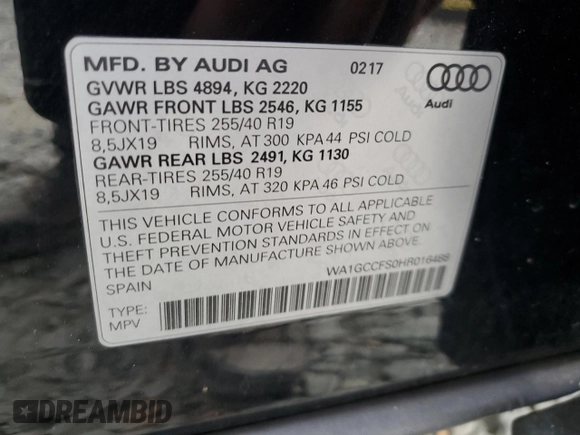 MFD. BY AUDI AG 0217
GVWR LBS 4894, KG 2220
GAWR FRONT LBS 2546, KG 1155
FRONT-TIRES 255/40 R19
8,5JX19 RIMS, AT 300 KPA 44 PSI COLD
GAWR REAR LBS 2491, KG 1130
REAR-TIRES 255/40 R19
8,5JX19 RIMS, AT 320 KPA 46 PSI COLD
Audi
THIS VEHICLE CONFORMS TO ALL APPLICABLE
U.S. FEDERAL MOTOR VEHICLE SAFETY AND
THEFT PREVENTION STANDARDS IN EFFECT ON
THE DATE OF MANUFACTURE SHOWN ABOVE.
SPAIN
WA1GCCFS0HR016488
TYPE:
MPV
DREAMBID